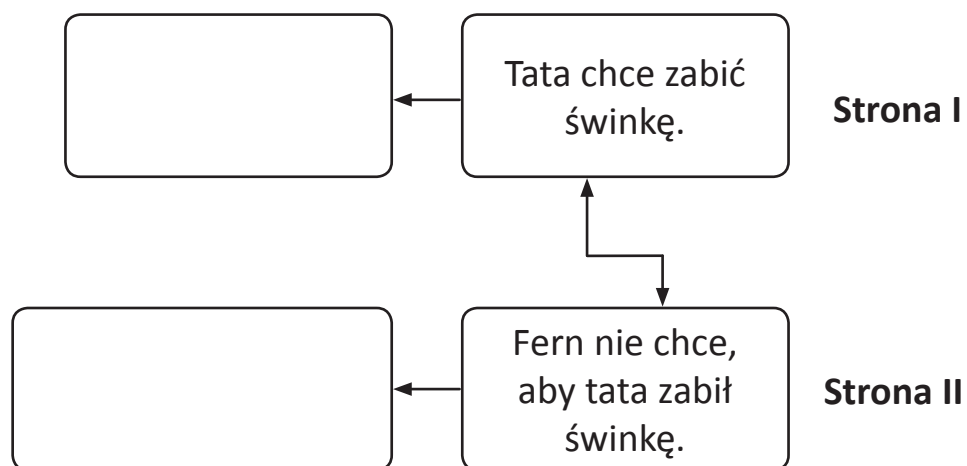 Tata chce zabić
świnkę.
Strona I
Fern nie chce,
aby tata zabił
świnkę.
Strona II